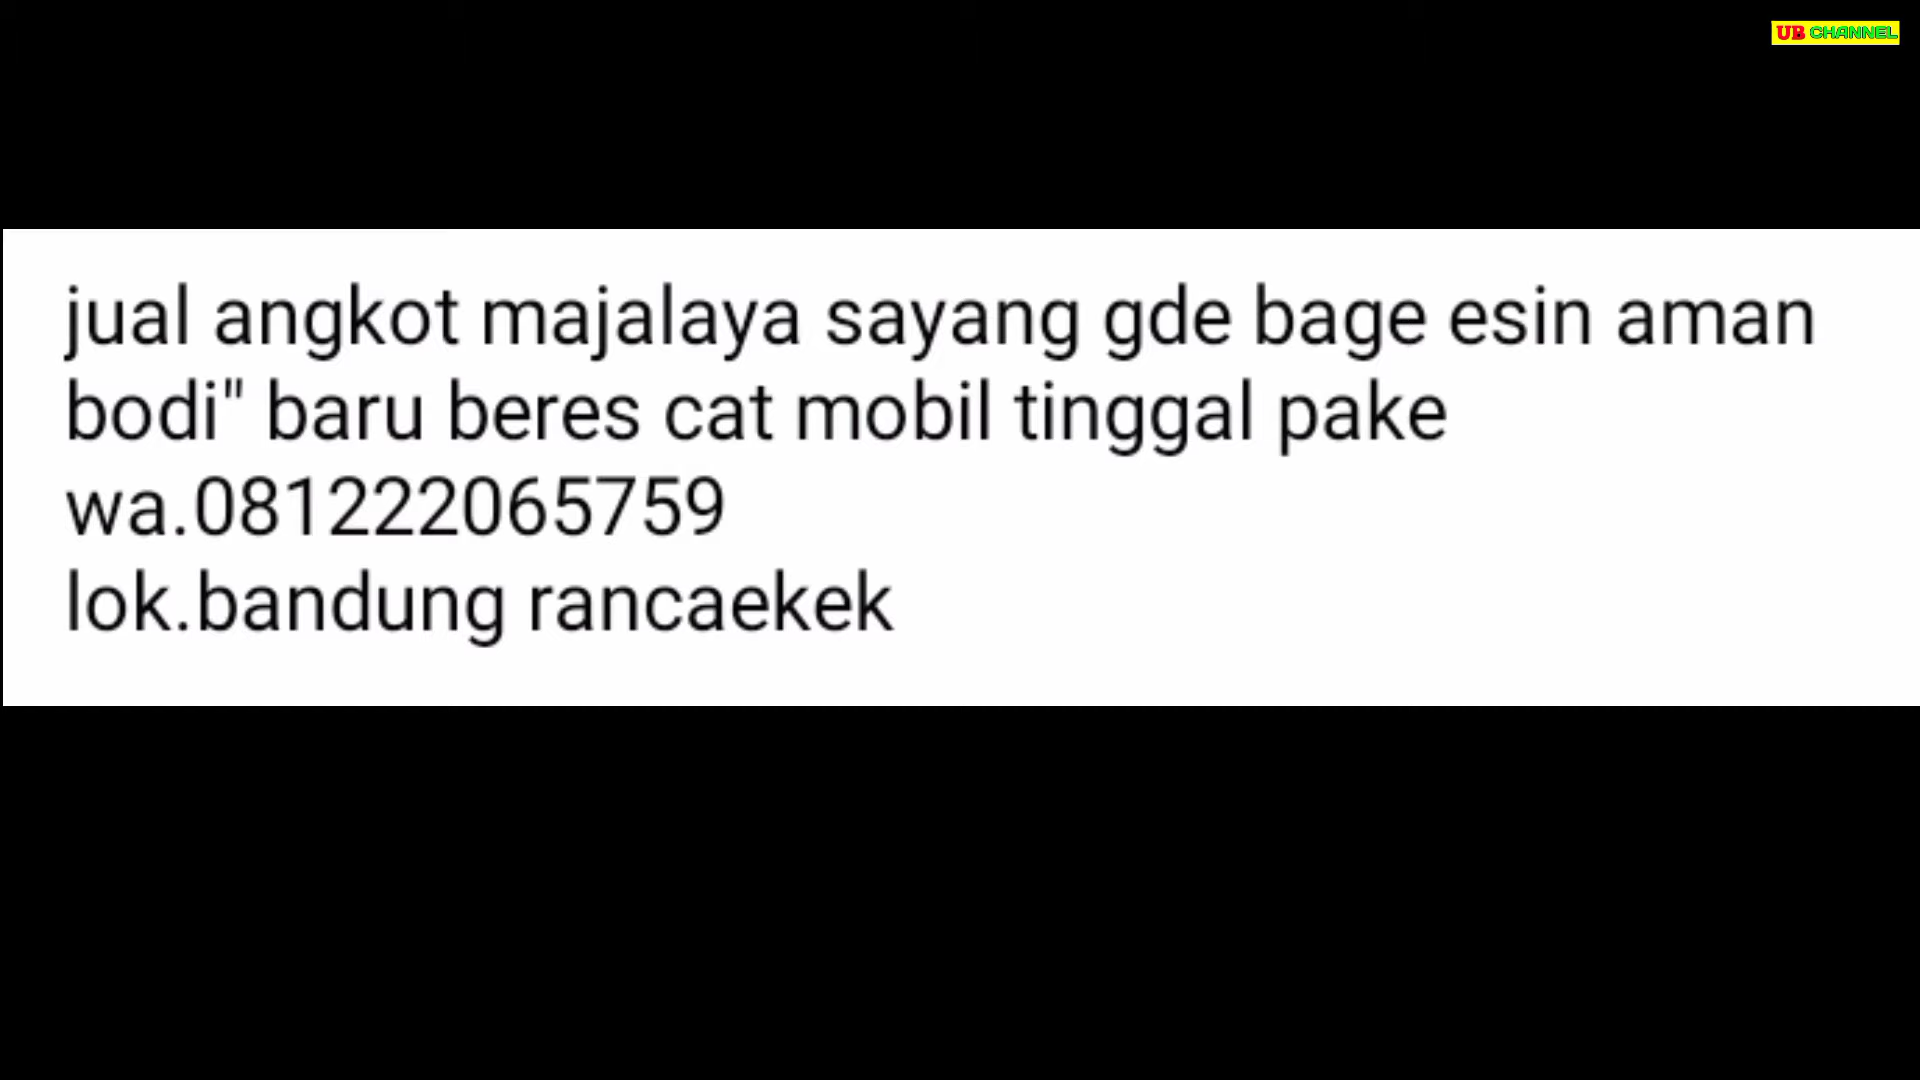 UB CHANNEL
jual angkot majalaya sayang gde bage esin aman
bodi" baru beres cat mobil tinggal pake
wa.081222065759
lok.bandung rancaekek